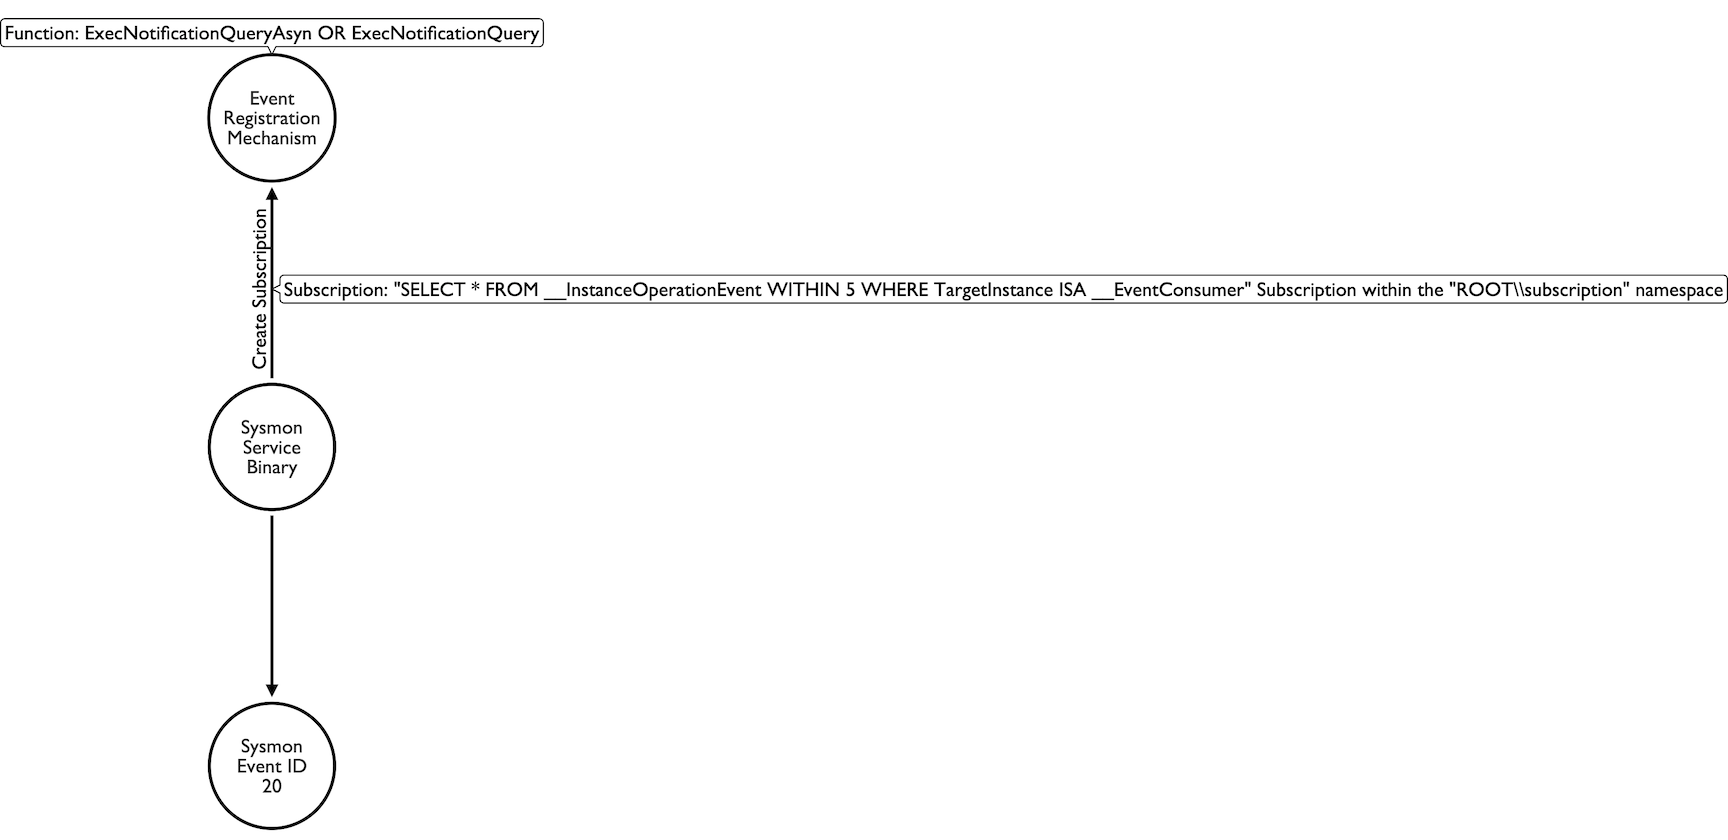 Function: ExecNotificationQueryAsyn OR ExecNotificationQuery
Event
Registration
Mechanism
Create Subscription
Subscription: "SELECT * FROM __InstanceOperationEvent WITHIN 5 WHERE TargetInstance ISA __EventConsumer" Subscription within the "ROOT\\subscription" namespace
Sysmon
Service
Binary
Sysmon
Event ID
20